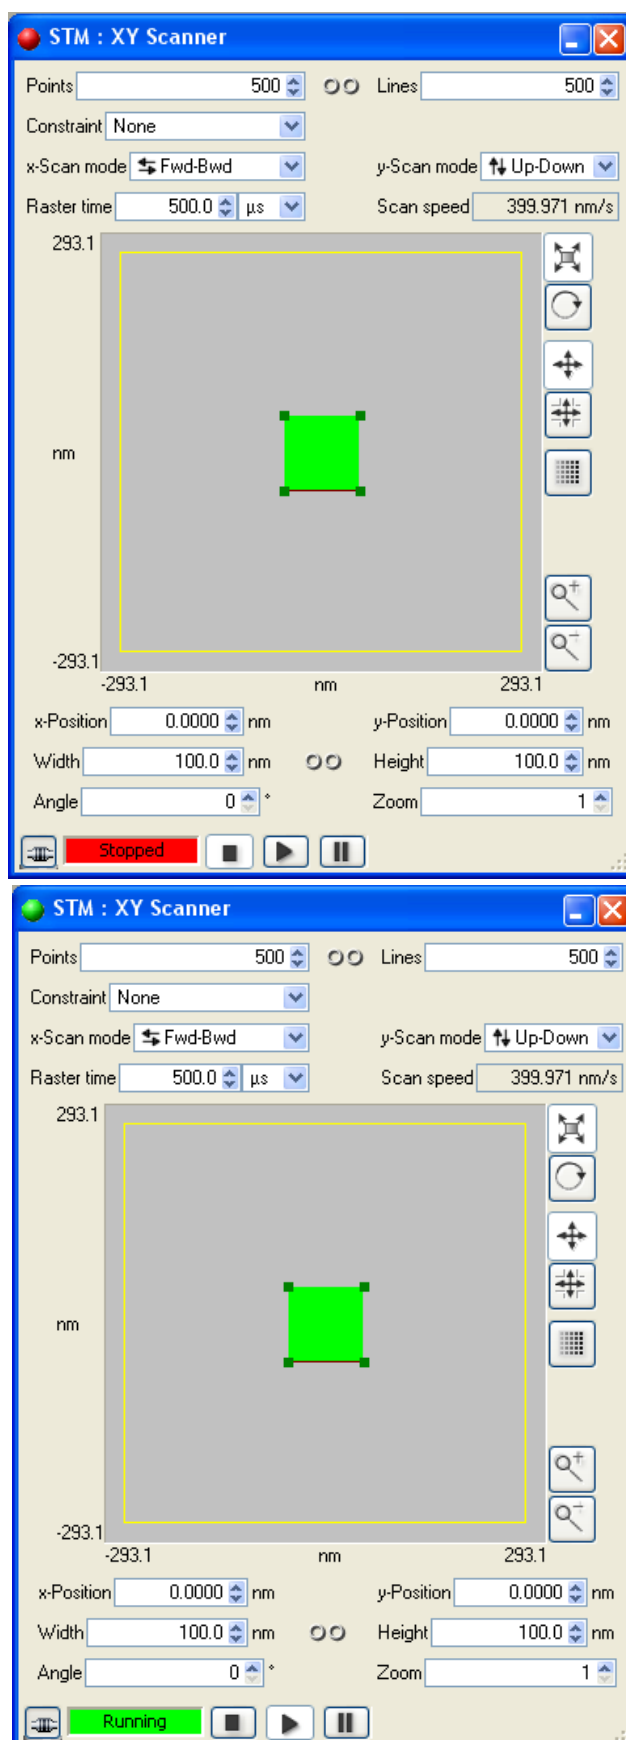 STM : XY Scanner
Points 500 Lines 500
Constraint None
x-Scan mode Fwd-Bwd y-Scan mode Up-Down
Raster time 500.0 µs Scan speed 399.971 nm/s
293.1
nm
-293.1
-293.1 nm 293.1
x-Position 0.0000 nm y-Position 0.0000 nm
Width 100.0 nm Height 100.0 nm
Angle 0 ° Zoom 1
Stopped
STM : XY Scanner
Points 500 Lines 500
Constraint None
x-Scan mode Fwd-Bwd y-Scan mode Up-Down
Raster time 500.0 µs Scan speed 399.971 nm/s
293.1
nm
-293.1
-293.1 nm 293.1
x-Position 0.0000 nm y-Position 0.0000 nm
Width 100.0 nm Height 100.0 nm
Angle 0 ° Zoom 1
Running